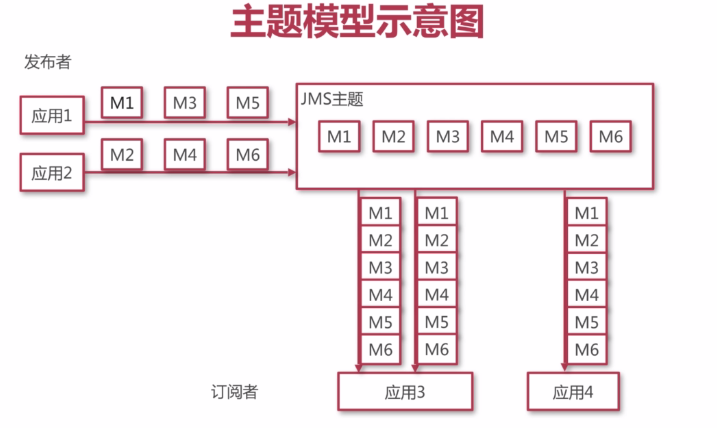 主题模型示意图
发布者
应用1
M1 M3 M5
应用2
M2 M4 M6
JMS主题
M1 M2 M3 M4 M5 M6
M1 M1 M1
M2 M2 M2
M3 M3 M3
M4 M4 M4
M5 M5 M5
M6 M6 M6
订阅者
应用3
应用4